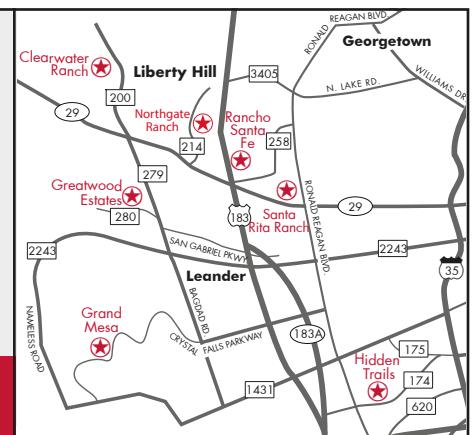 RONALD
REAGAN BLVD.
Georgetown
Clearwater
Ranch
Liberty Hill
3405
N. LAKE RD.
WILLIAMS DR
200
29
Northgate
Ranch
Rancho
Santa
Fe
214
258
279
Greatwood
Estates
280
183
Santa
Rita Ranch
RONALD REAGAN BLVD.
29
2243
SAN GABRIEL PKWY
2243
Leander
35
NAMELESS ROAD
BAGDAD RD
Grand
Mesa
CRYSTAL FALLS PARKWAY
183A
175
Hidden
Trails
174
1431
620